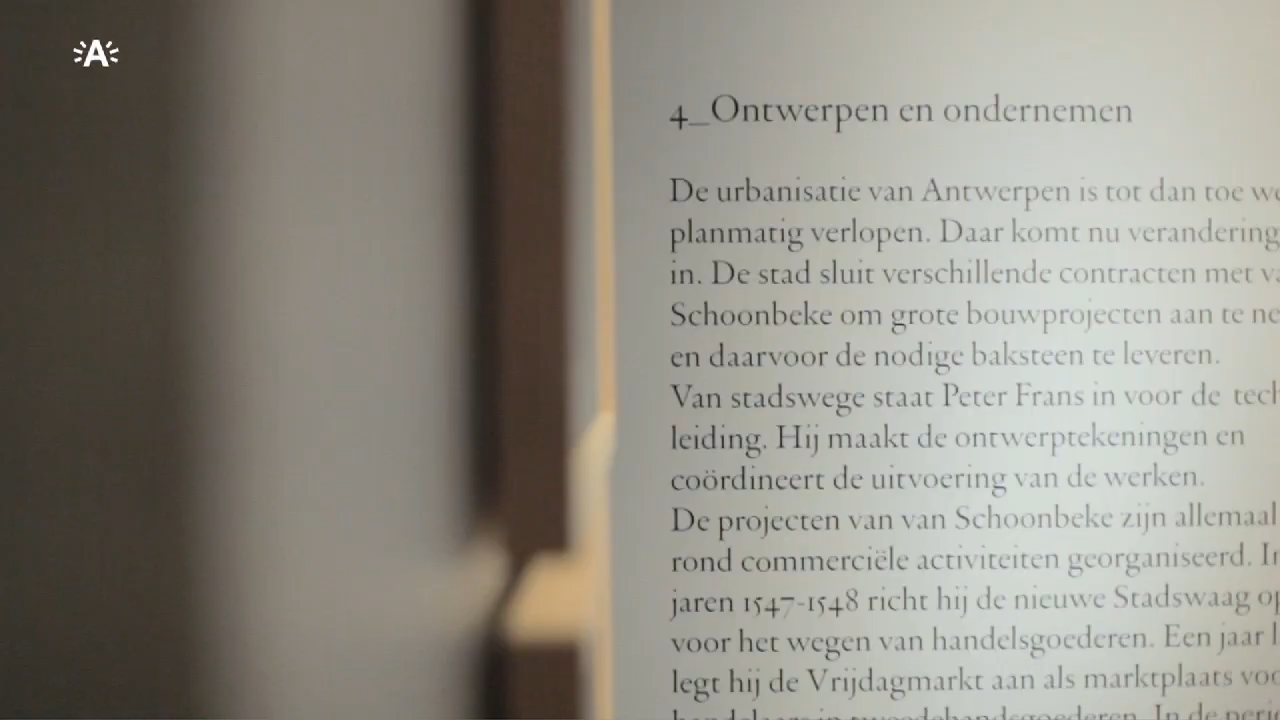 A
4_Ontwerpen en ondernemen
De urbanisatie van Antwerpen is tot dan toe
planmatig verlopen. Daar komt nu verandering
in. De stad sluit verschillende contracten met
Schoonbeke om grote bouwprojecten aan te
en daarvoor de nodige baksteen te leveren.
Van stadswege staat Peter Frans in voor de
leiding. Hij maakt de ontwerptekeningen en
coördineert de uitvoering van de werken.
De projecten van van Schoonbeke zijn allemaal
rond commerciële activiteiten georganiseerd.
jaren 1547-1548 richt hij de nieuwe Stadswaag
voor het wegen van handelsgoederen. Een jaar
legt hij de Vrijdagmarkt aan als marktplaats